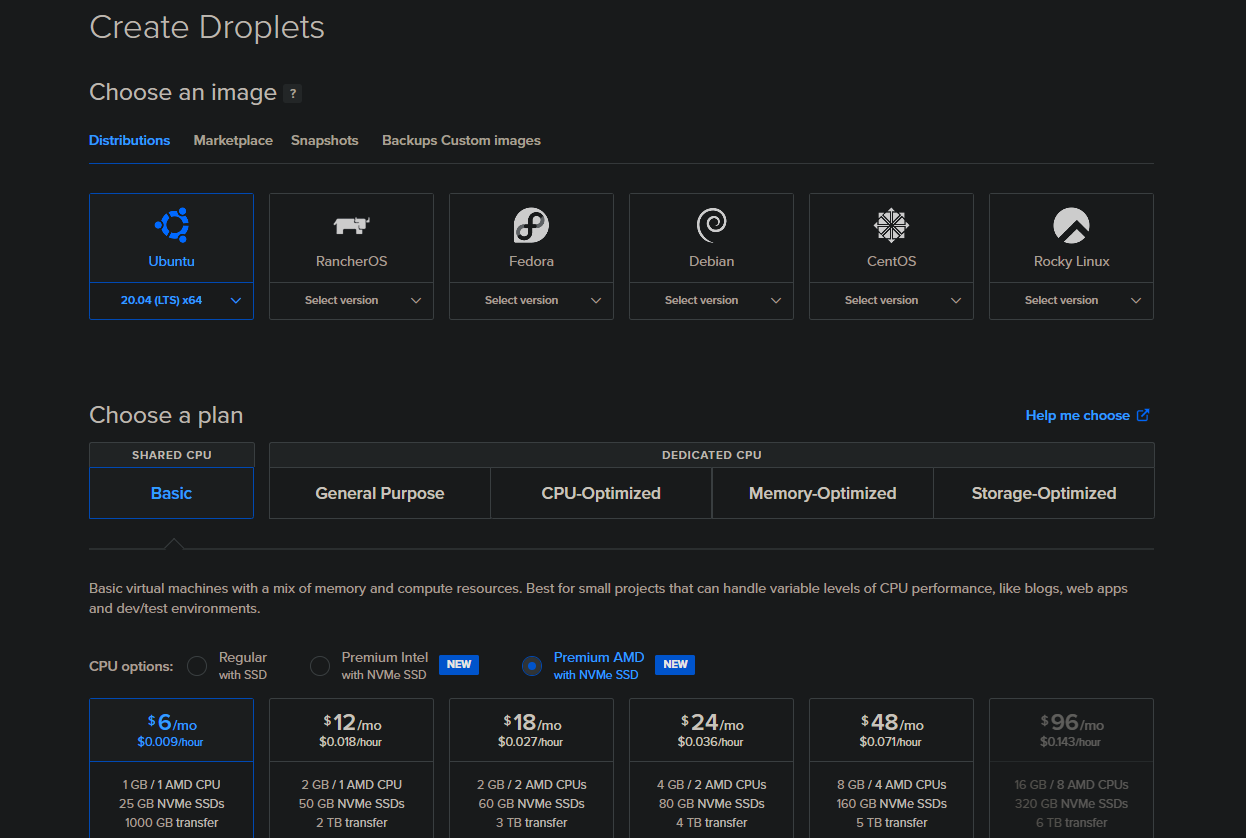 Create Droplets
Choose an image ?
Distributions Marketplace Snapshots Backups Custom images
Ubuntu RancherOS Fedora Debian CentOS Rocky Linux
20.04 (LTS) x64 Select version Select version Select version Select version Select version
Choose a plan Help me choose
SHARED CPU DEDICATED CPU
Basic General Purpose CPU-Optimized Memory-Optimized Storage-Optimized
Basic virtual machines with a mix of memory and compute resources. Best for small projects that can handle variable levels of CPU performance, like blogs, web apps
and dev/test environments.
CPU options: Regular Premium Intel NEW Premium AMD NEW
with SSD with NVMe SSD with NVMe SSD
$6/mo $12/mo $18/mo $24/mo $48/mo $96/mo
$0.009/hour $0.018/hour $0.027/hour $0.036/hour $0.071/hour $0.143/hour
1 GB / 1 AMD CPU 2 GB / 1 AMD CPU 2 GB / 2 AMD CPUs 4 GB / 2 AMD CPUs 8 GB / 4 AMD CPUs 16 GB / 8 AMD CPUs
25 GB NVMe SSDs 50 GB NVMe SSDs 60 GB NVMe SSDs 80 GB NVMe SSDs 160 GB NVMe SSDs 320 GB NVMe SSDs
1000 GB transfer 2 TB transfer 3 TB transfer 4 TB transfer 5 TB transfer 6 TB transfer